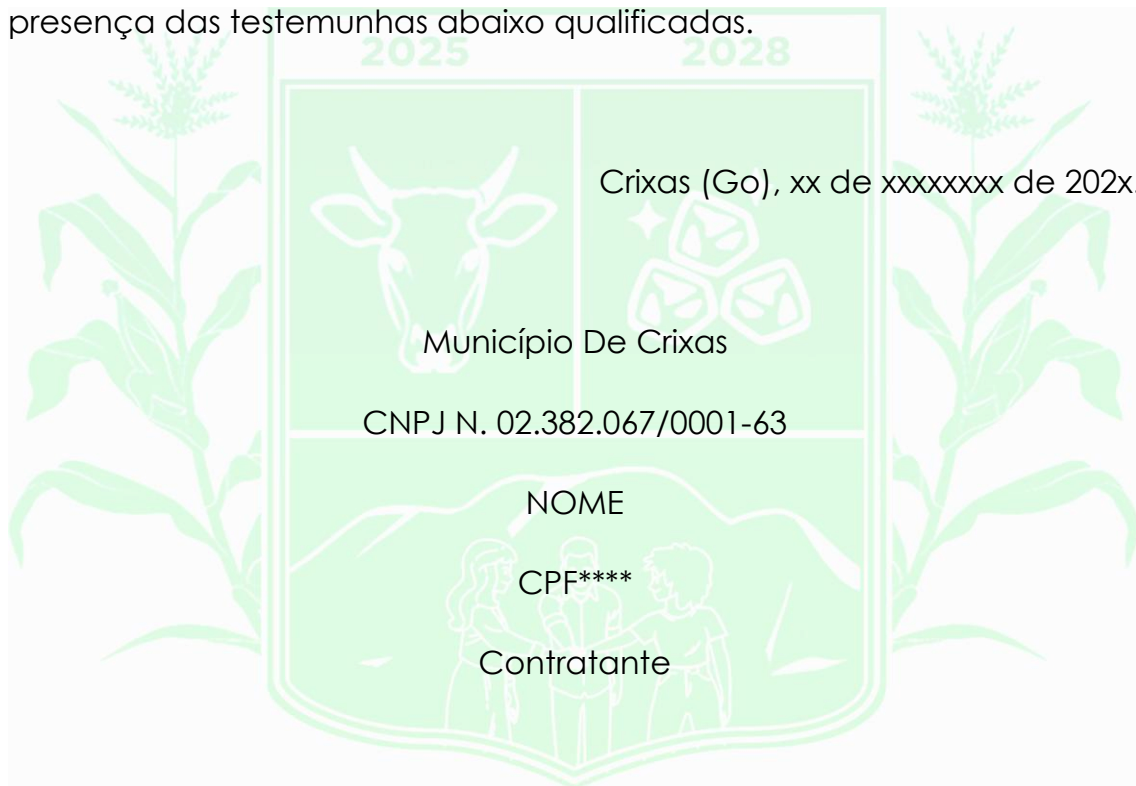 presença das testemunhas abaixo qualificadas.
2025 2028
Crixas (Go), xx de xxxxxxxx de 202x.
Município De Crixas
CNPJ N. 02.382.067/0001-63
NOME
CPF****
Contratante